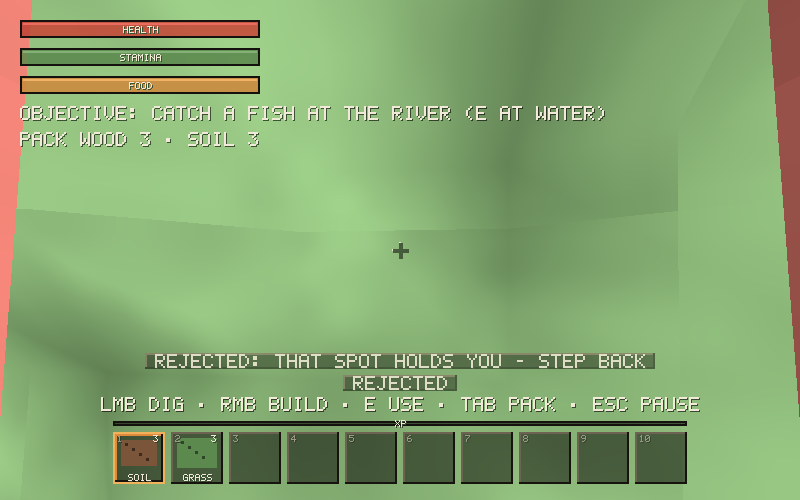 HEALTH
STAMINA
FOOD
OBJECTIVE: CATCH A FISH AT THE RIVER (E AT WATER)
PACK WOOD 3 · SOIL 3
REJECTED: THAT SPOT HOLDS YOU - STEP BACK
REJECTED
LMB DIG · RMB BUILD · E USE · TAB PACK · ESC PAUSE
XP
1 3 2 3 3 4 5 6 7 8 9 10
SOIL GRASS